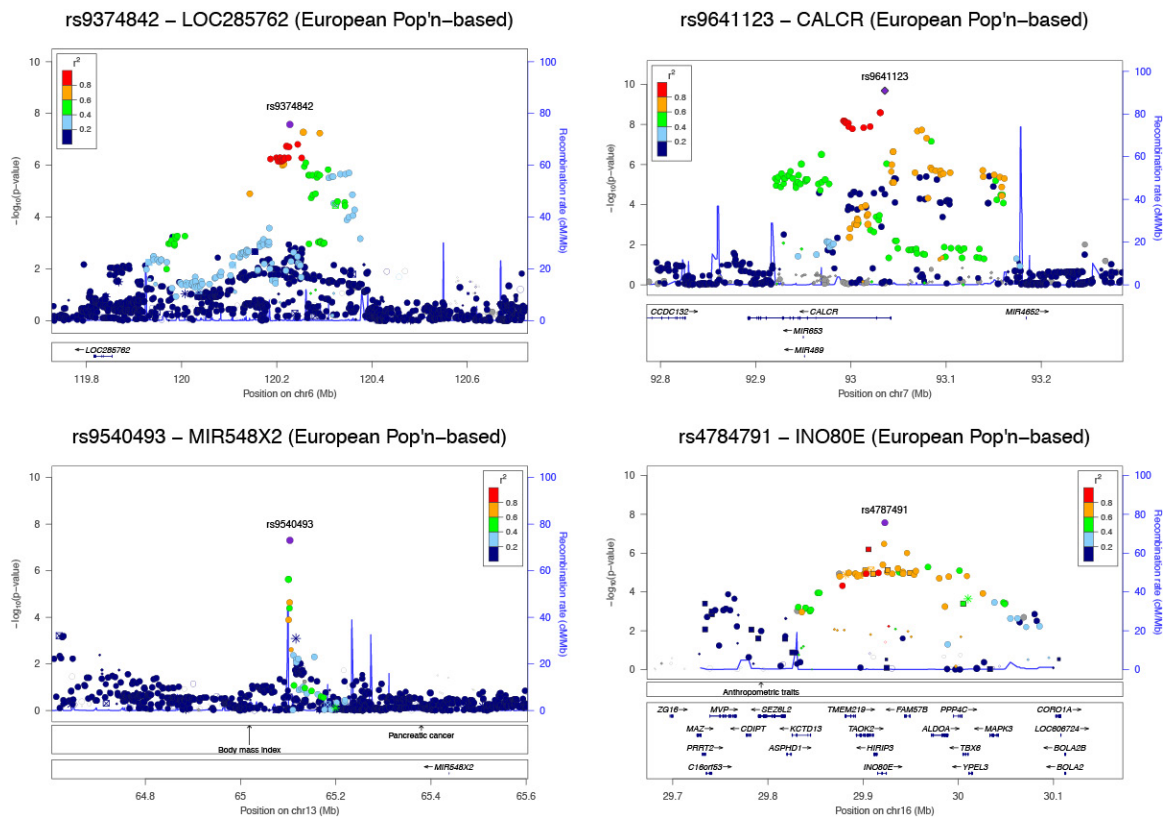 rs9374842 – LOC285762 (European Pop'n-based)
10
8
6
4
2
0
−log10(p-value)
r2
0.8
0.6
0.4
0.2
rs9374842
100
80
60
40
20
0
Recombination rate (cM/Mb)
←LOC285762
119.8
120
120.2
120.4
120.6
Position on chr6 (Mb)
rs9641123 – CALCR (European Pop'n-based)
10
8
6
4
2
0
−log10(p-value)
r2
0.8
0.6
0.4
0.2
rs9641123
100
80
60
40
20
0
Recombination rate (cM/Mb)
CCDC132→
←CALCR
MIR4652→
←MIR653
←MIR489
92.8
92.9
93
93.1
93.2
Position on chr7 (Mb)
rs9540493 – MIR548X2 (European Pop'n-based)
10
8
6
4
2
0
−log10(p-value)
rs9540493
r2
0.8
0.6
0.4
0.2
100
80
60
40
20
0
Recombination rate (cM/Mb)
Body mass index
Pancreatic cancer
←MIR548X2
64.8
65
65.2
65.4
65.6
Position on chr13 (Mb)
rs4784791 – INO80E (European Pop'n-based)
10
8
6
4
2
0
−log10(p-value)
rs4787491
r2
0.8
0.6
0.4
0.2
100
80
60
40
20
0
Recombination rate (cM/Mb)
Anthropometric traits
ZG16→ MVP→ ←SEZ6L2 TMEM219→ ←FAM57B PPP4C→ CORO1A→
MAZ→ ←CDIPT ←KCTD13 TAOK2→ ALDOA→ ←MAPK3 LOC606724→
PRRT2→ ASPHD1→ ←HIRIP3 ←TBX6 ←BOLA2B
C16orf53→ INO80E→ ←YPEL3 ←BOLA2
29.7
29.8
29.9
30
30.1
Position on chr16 (Mb)